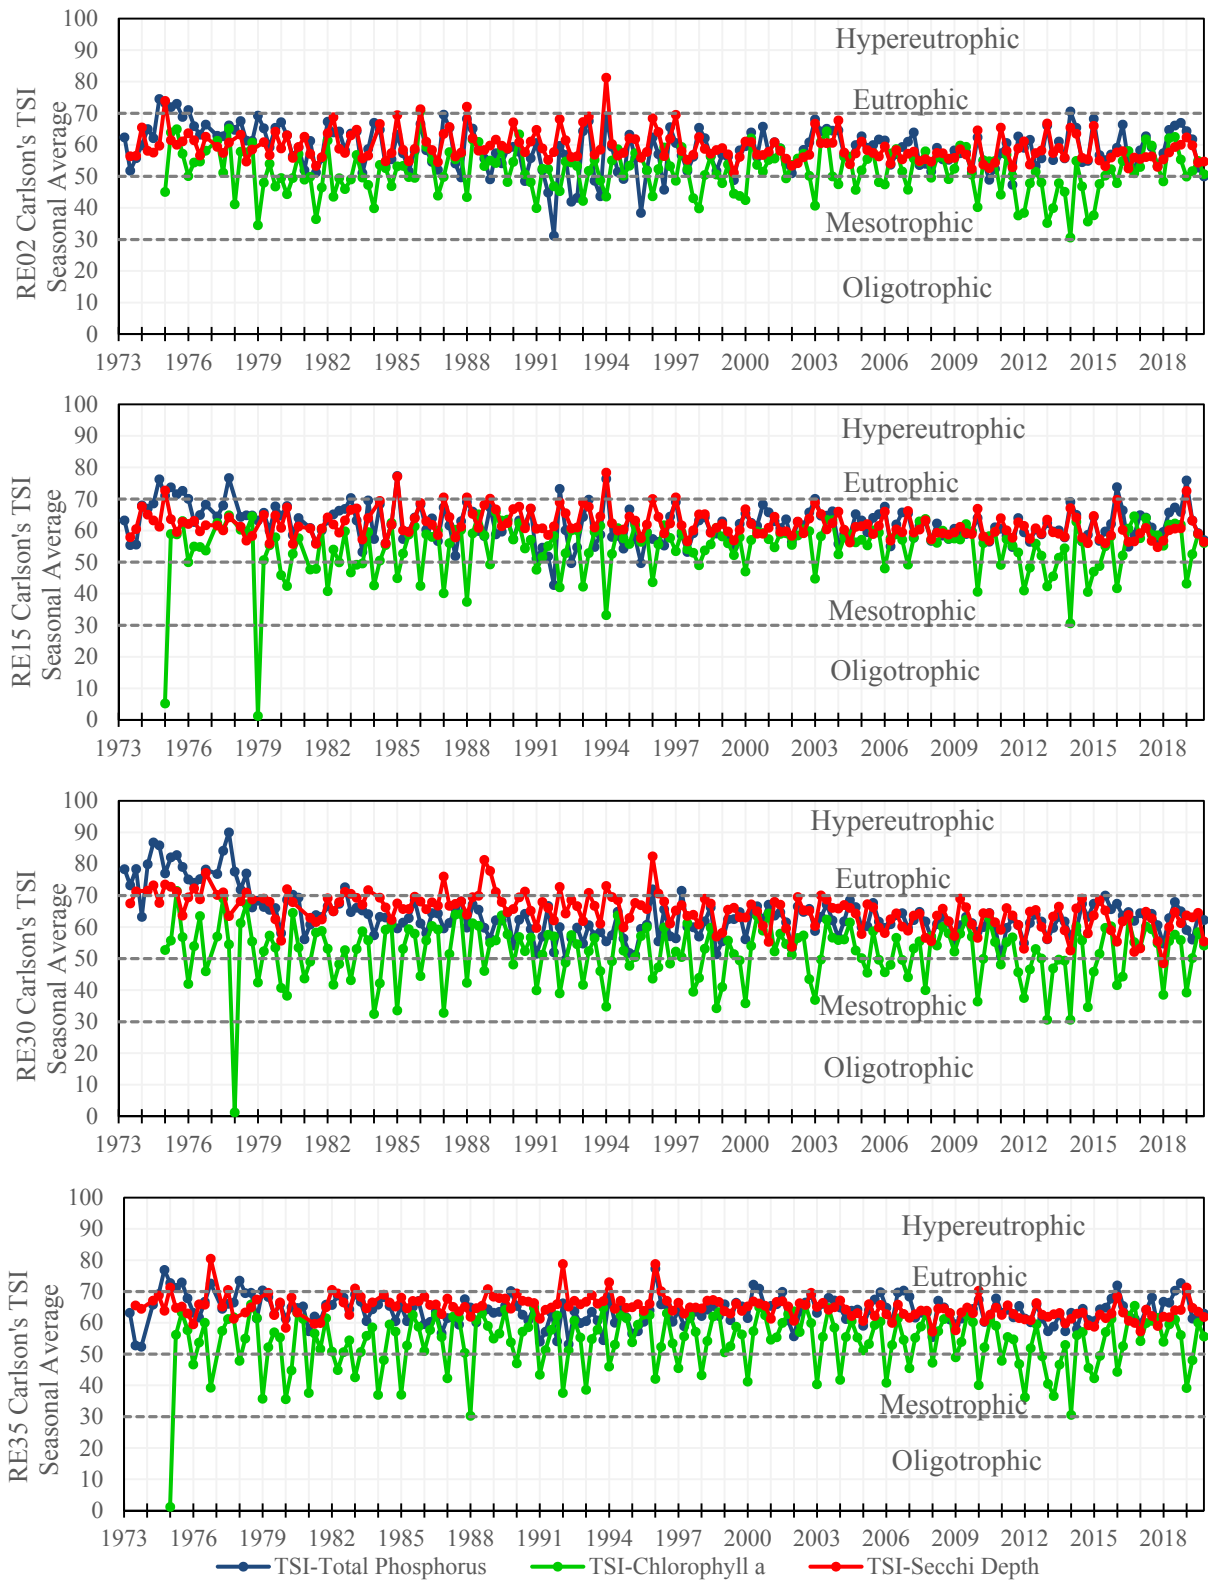 100
90
80
70
60
50
40
30
20
10
0
RE02 Carlson's TSI
Seasonal Average
Hypereutrophic
Eutrophic
Mesotrophic
Oligotrophic
1973 1976 1979 1982 1985 1988 1991 1994 1997 2000 2003 2006 2009 2012 2015 2018
100
90
80
70
60
50
40
30
20
10
0
RE15 Carlson's TSI
Seasonal Average
Hypereutrophic
Eutrophic
Mesotrophic
Oligotrophic
1973 1976 1979 1982 1985 1988 1991 1994 1997 2000 2003 2006 2009 2012 2015 2018
100
90
80
70
60
50
40
30
20
10
0
RE30 Carlson's TSI
Seasonal Average
Hypereutrophic
Eutrophic
Mesotrophic
Oligotrophic
1973 1976 1979 1982 1985 1988 1991 1994 1997 2000 2003 2006 2009 2012 2015 2018
100
90
80
70
60
50
40
30
20
10
0
RE35 Carlson's TSI
Seasonal Average
Hypereutrophic
Eutrophic
Mesotrophic
Oligotrophic
1973 1976 1979 1982 1985 1988 1991 1994 1997 2000 2003 2006 2009 2012 2015 2018
TSI-Total Phosphorus TSI-Chlorophyll a TSI-Secchi Depth